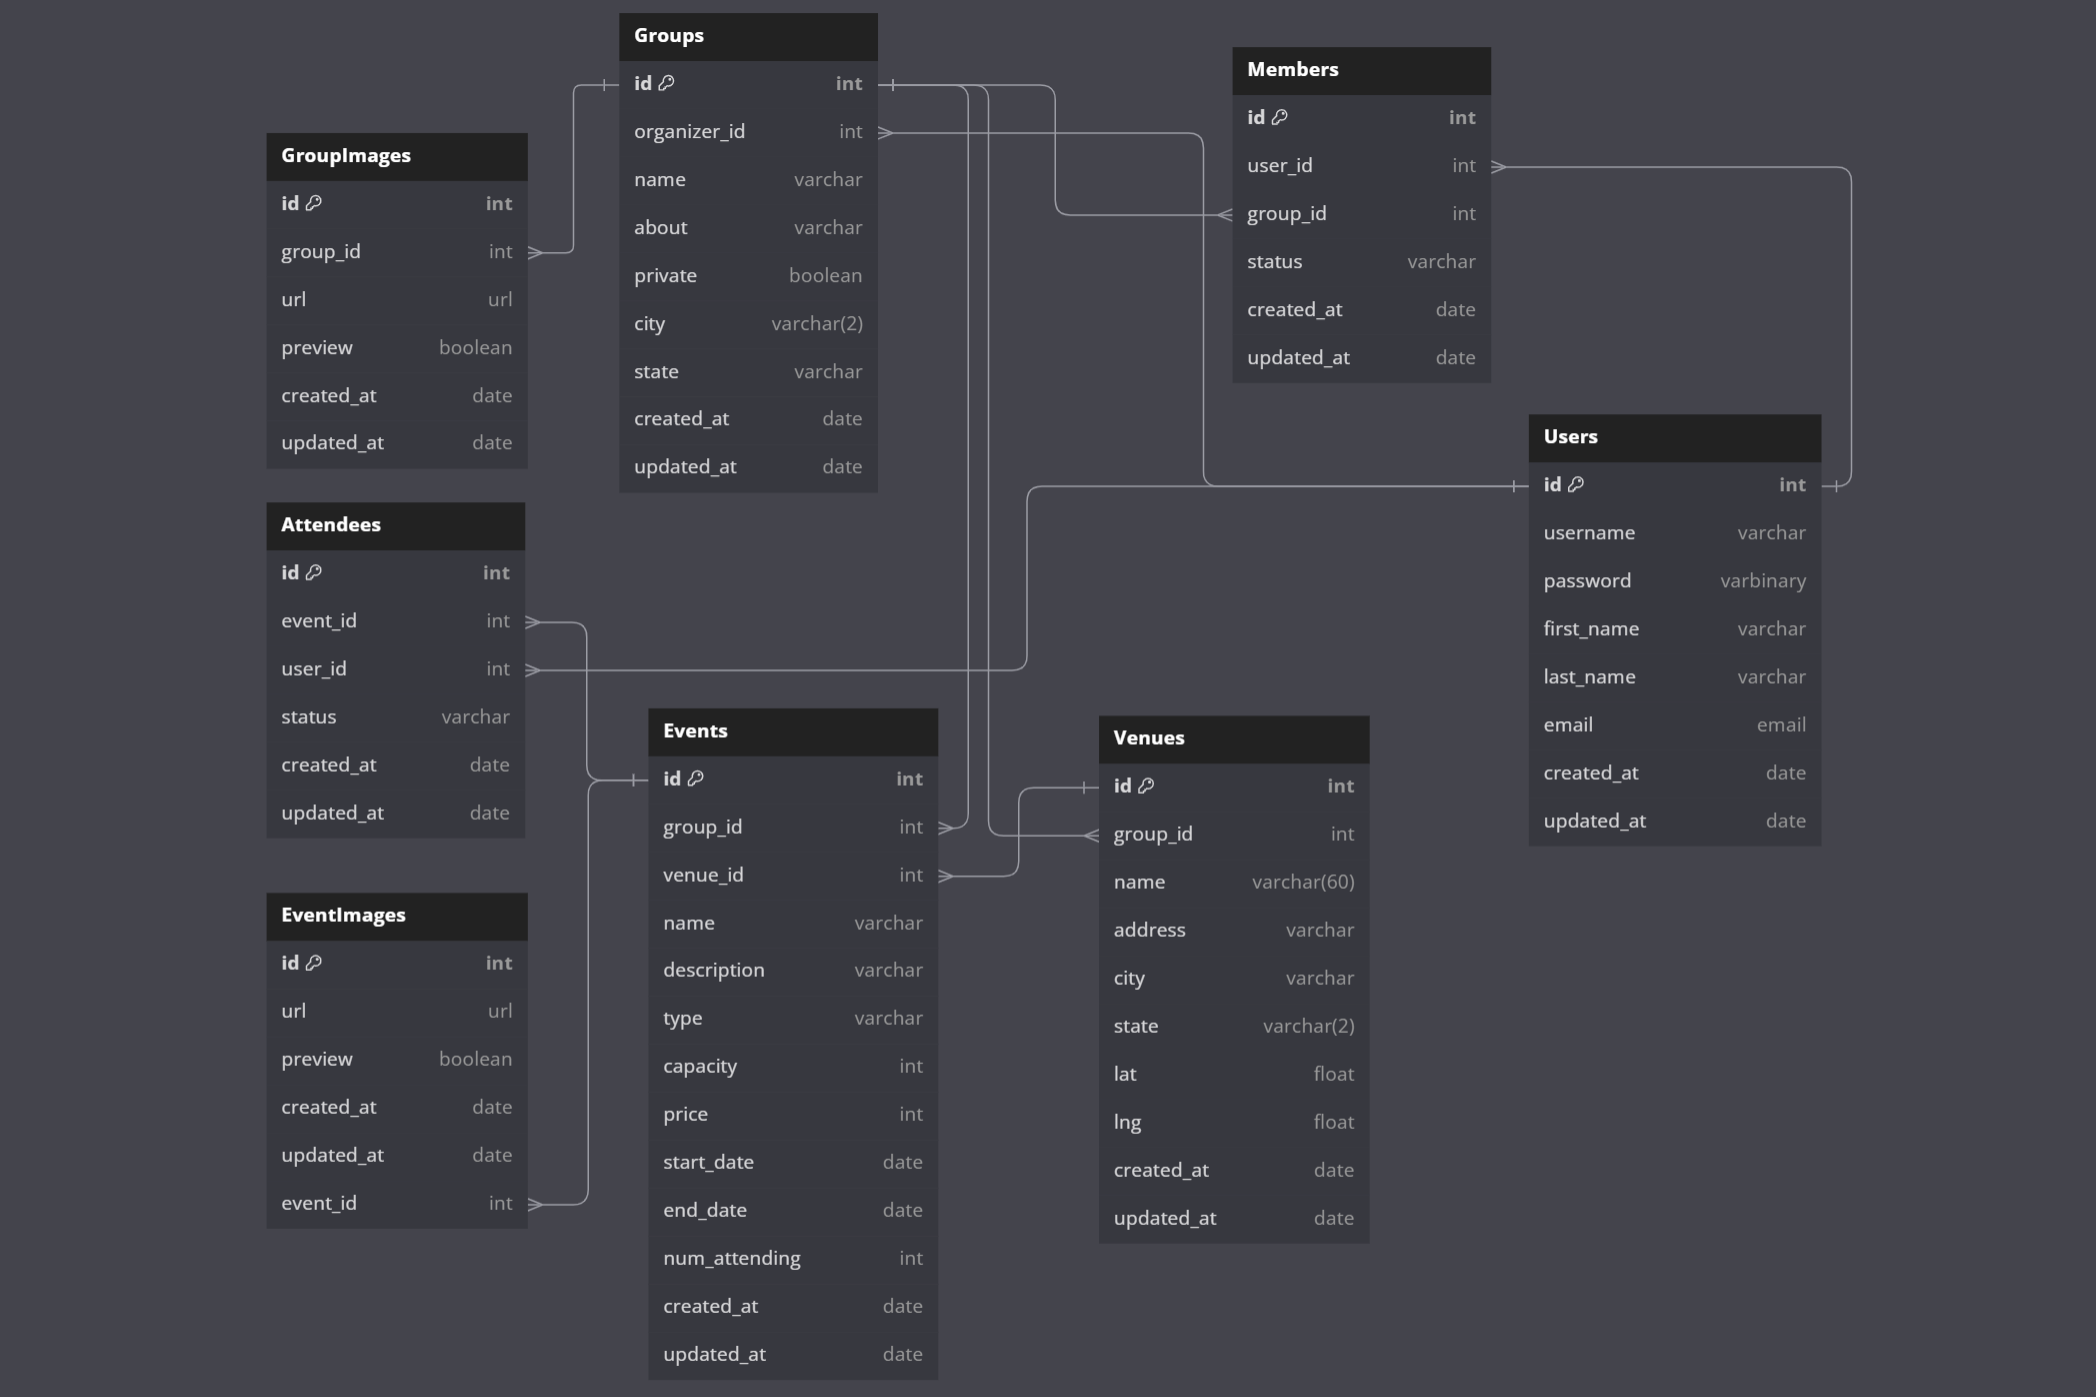 Groups
id int
organizer_id int
name varchar
about varchar
private boolean
city varchar(2)
state varchar
created_at date
updated_at date
Members
id int
user_id int
group_id int
status varchar
created_at date
updated_at date
GroupImages
id int
group_id int
url url
preview boolean
created_at date
updated_at date
Users
id int
username varchar
password varbinary
first_name varchar
last_name varchar
email email
created_at date
updated_at date
Attendees
id int
event_id int
user_id int
status varchar
created_at date
updated_at date
Events
id int
group_id int
venue_id int
name varchar
description varchar
type varchar
capacity int
price int
start_date date
end_date date
num_attending int
created_at date
updated_at date
Venues
id int
group_id int
name varchar(60)
address varchar
city varchar
state varchar(2)
lat float
lng float
created_at date
updated_at date
EventImages
id int
url url
preview boolean
created_at date
updated_at date
event_id int